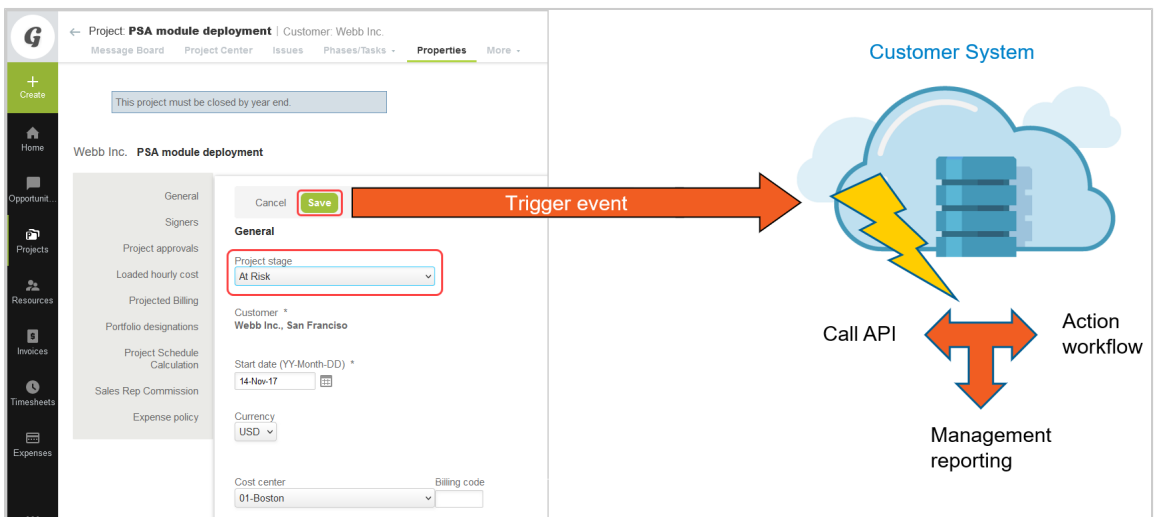 G
← Project: PSA module deployment | Customer: Webb Inc.
Message Board Project Center Issues Phases/Tasks - Properties More -
+
Create
This project must be closed by year end.
Home
Webb Inc. PSA module deployment
Opportunit...
Projects
Resources
$
Invoices
Timesheets
Expenses
General
Signers
Project approvals
Loaded hourly cost
Projected Billing
Portfolio designations
Project Schedule
Calculation
Sales Rep Commission
Expense policy
Cancel Save
General
Project stage
At Risk
Customer *
Webb Inc., San Franciso
Start date (YY-Month-DD) *
14-Nov-17
Currency
USD
Cost center Billing code
01-Boston
Trigger event
Customer System
Call API
Action
workflow
Management
reporting